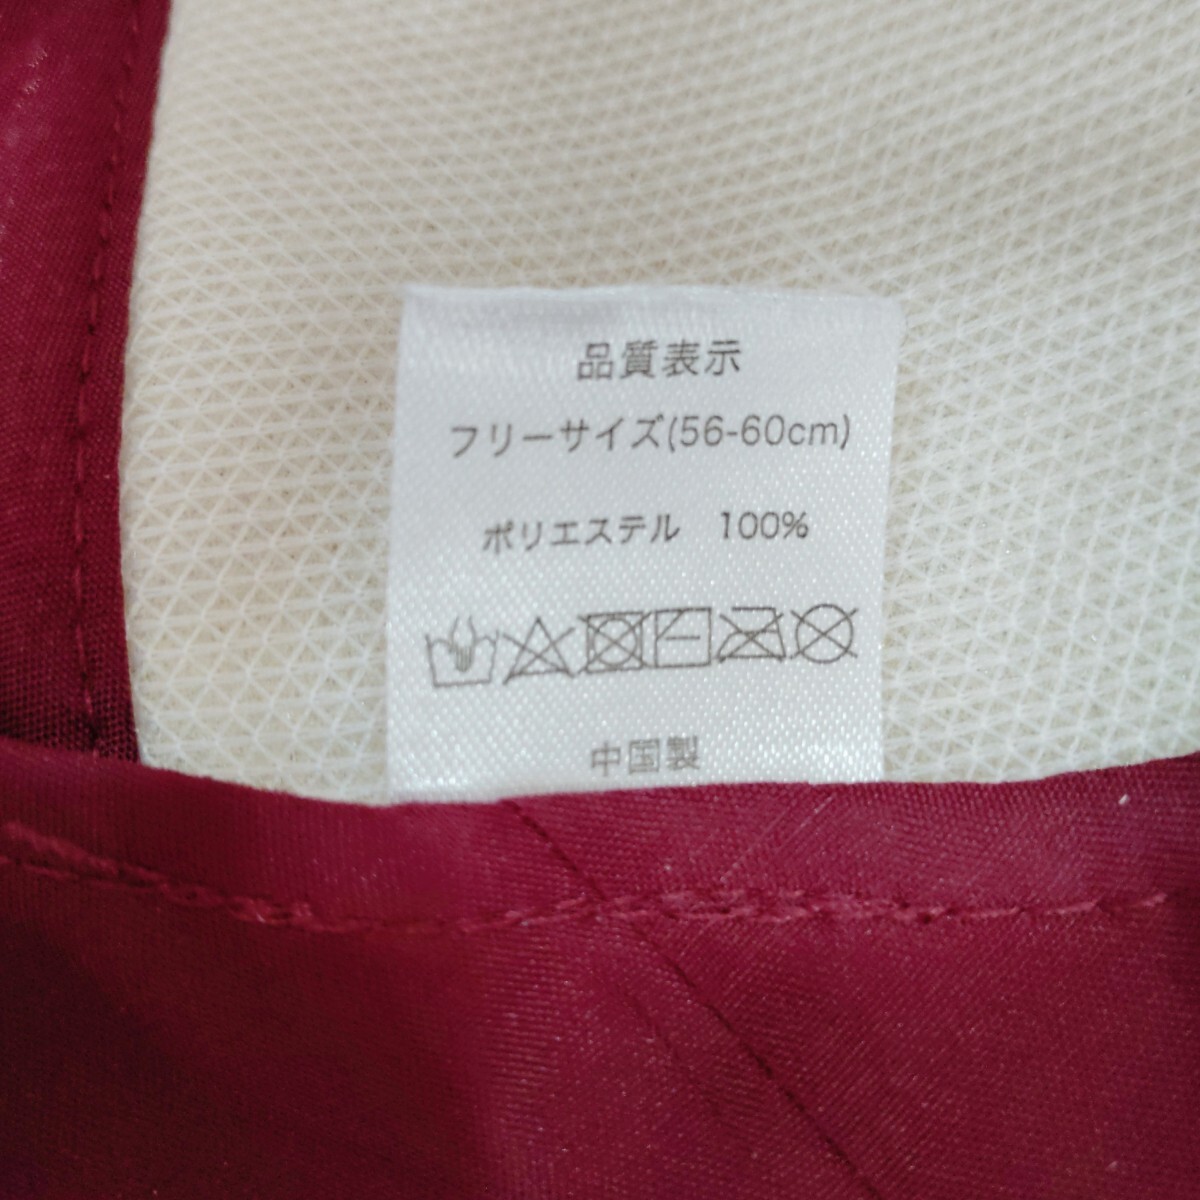 品質表示
フリーサイズ(56-60cm)
ポリエステル　100%
中国製